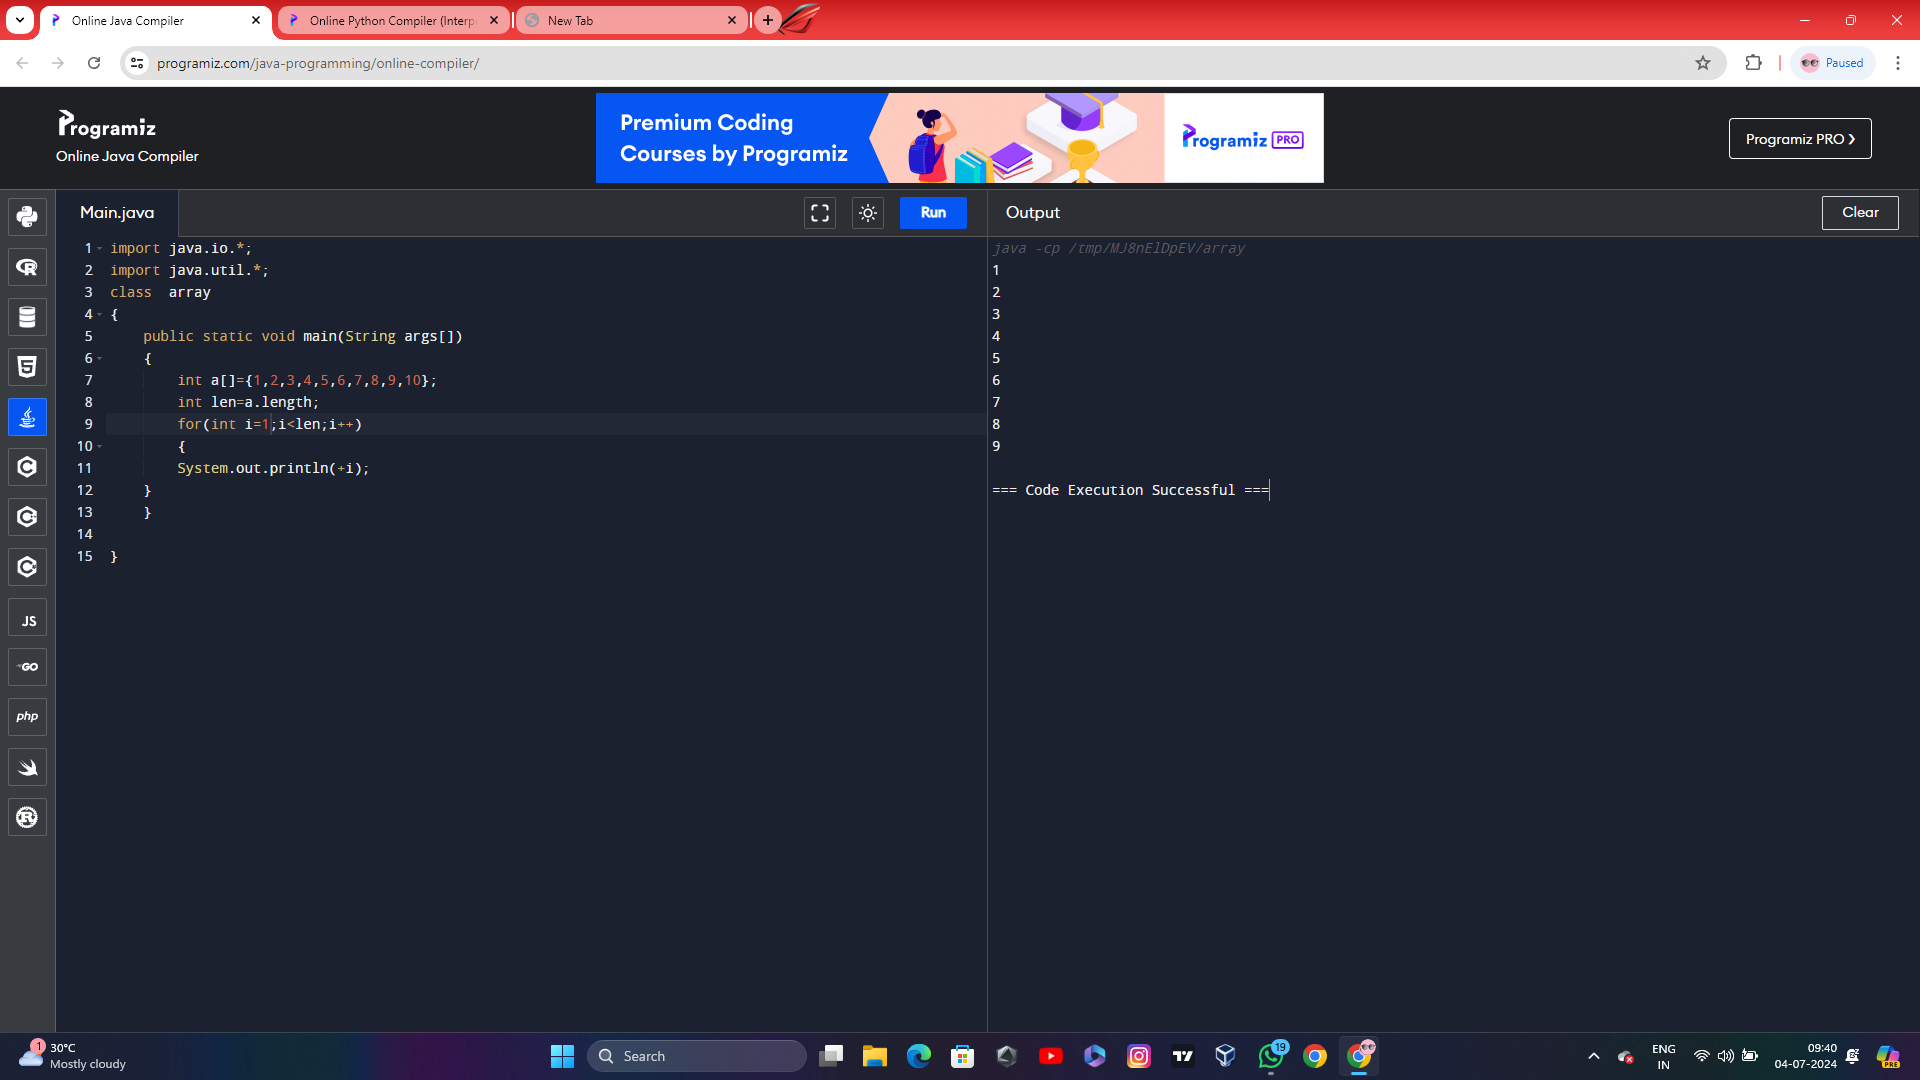 Online Java Compiler
Online Python Compiler (Interp
New Tab
programiz.com/java-programming/online-compiler/
Paused
Programiz
Online Java Compiler
Premium Coding
Courses by Programiz
Programiz PRO
Programiz PRO
Main.java
Run
Output
Clear
1 import java.io.*;
2 import java.util.*;
3 class  array
4 {
5     public static void main(String args[])
6     {
7         int a[]={1,2,3,4,5,6,7,8,9,10};
8         int len=a.length;
9         for(int i=1;i<len;i++)
10         {
11         System.out.println(+i);
12     }
13     }
14
15 }
java -cp /tmp/MJ8nElDpEV/array
1
2
3
4
5
6
7
8
9
=== Code Execution Successful ===
JS
GO
php
1
30°C
Mostly cloudy
Search
19
ENG
IN
09:40
04-07-2024
PRE